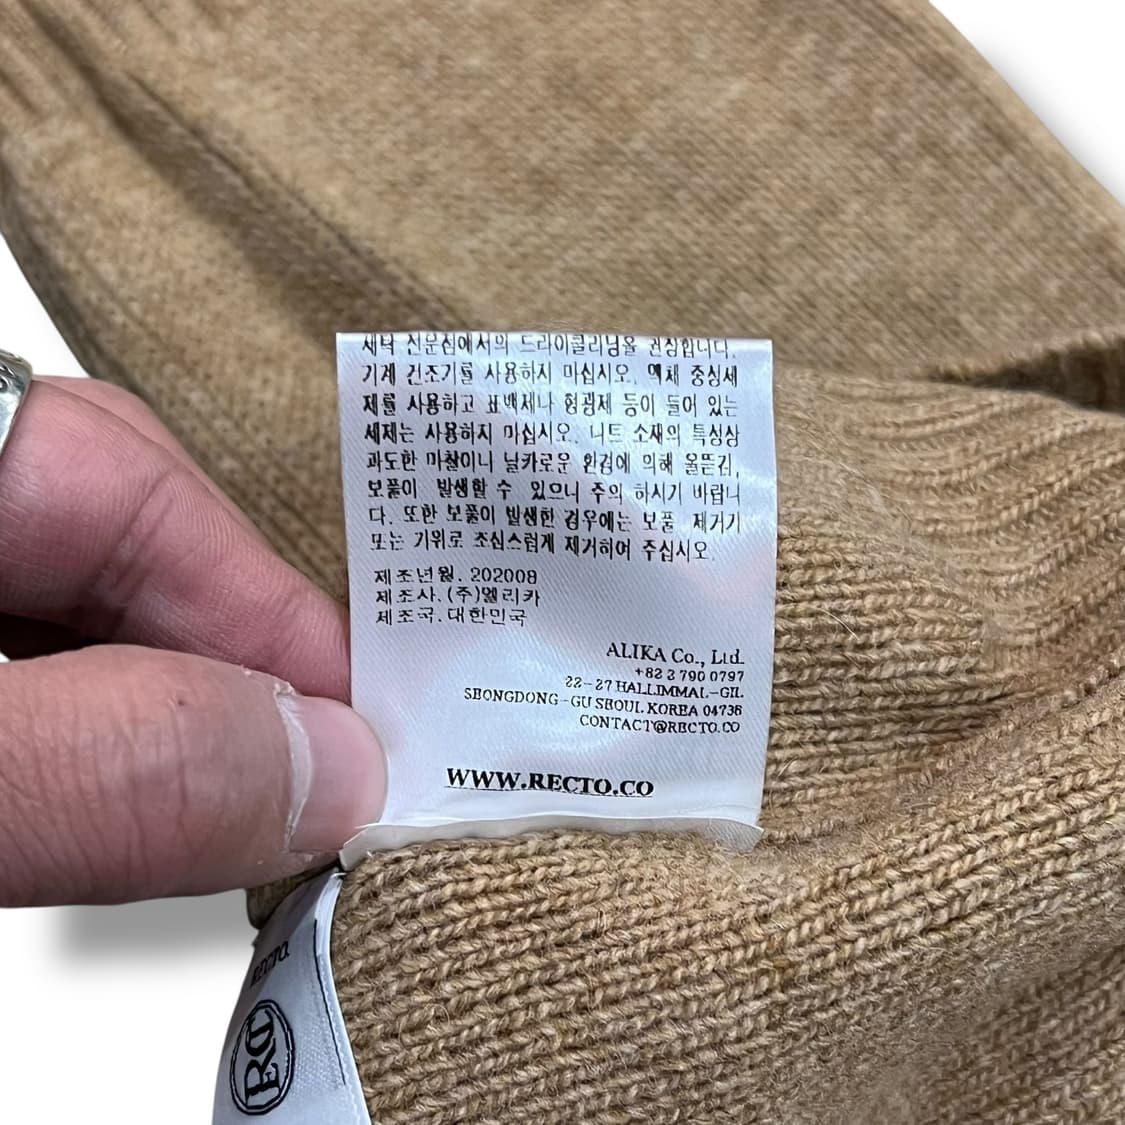 세탁 전문점에서의 드라이클리닝을 권장합니다.
기계 건조기를 사용하지 마십시오. 액체 중성세
제를 사용하고 표백제나 형광제 등이 들어 있는
세제는 사용하지 마십시오. 니트 소재의 특성상
과도한 마찰이나 날카로운 환경에 의해 올뜯김,
보풀이 발생할 수 있으니 주의 하시기 바랍니
다. 또한 보풀이 발생한 경우에는 보풀 제거기
또는 가위로 조심스럽게 제거하여 주십시오.
제조년월. 202008
제조사.(주)엘리카
제조국.대한민국
ALIKA Co., Ltd.
+82 2 790 0797
22-27 HALLIMMAL-GIL
SEONGDONG-GU SEOUL KOREA 04736
CONTACT@RECTO.CO
WWW.RECTO.CO
RECTO.